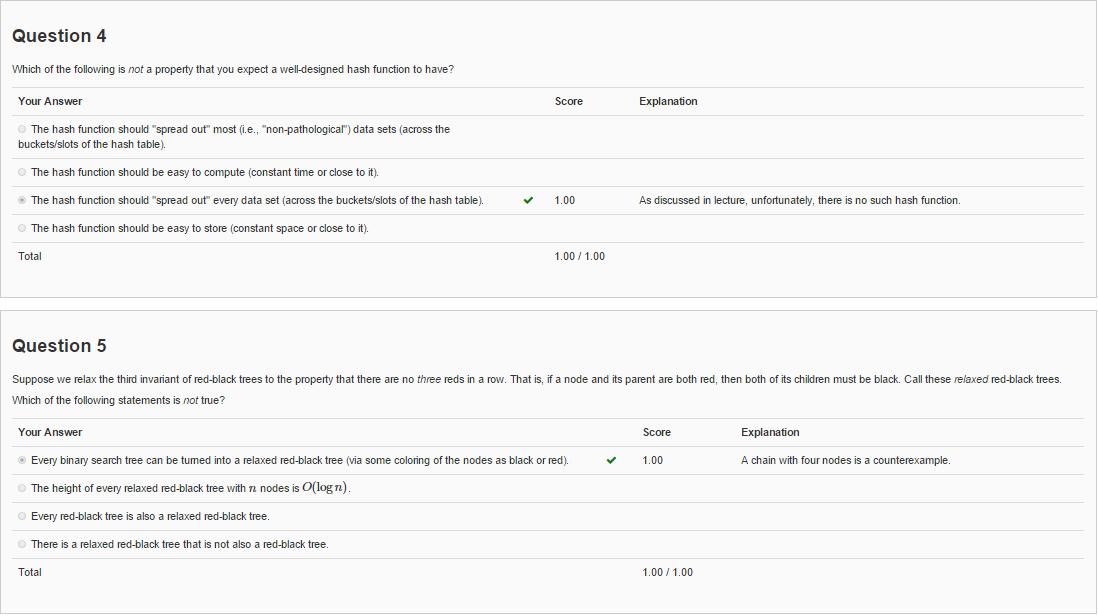 Question 4
Which of the following is not a property that you expect a well-designed hash function to have?
Your Answer Score Explanation
The hash function should "spread out" most (i.e., "non-pathological") data sets (across the
buckets/slots of the hash table).
The hash function should be easy to compute (constant time or close to it).
The hash function should "spread out" every data set (across the buckets/slots of the hash table). 1.00 As discussed in lecture, unfortunately, there is no such hash function.
The hash function should be easy to store (constant space or close to it).
Total 1.00 / 1.00
Question 5
Suppose we relax the third invariant of red-black trees to the property that there are no three reds in a row. That is, if a node and its parent are both red, then both of its children must be black. Call these relaxed red-black trees.
Which of the following statements is not true?
Your Answer Score Explanation
Every binary search tree can be turned into a relaxed red-black tree (via some coloring of the nodes as black or red). 1.00 A chain with four nodes is a counterexample.
The height of every relaxed red-black tree with n nodes is O(log n).
Every red-black tree is also a relaxed red-black tree.
There is a relaxed red-black tree that is not also a red-black tree.
Total 1.00 / 1.00